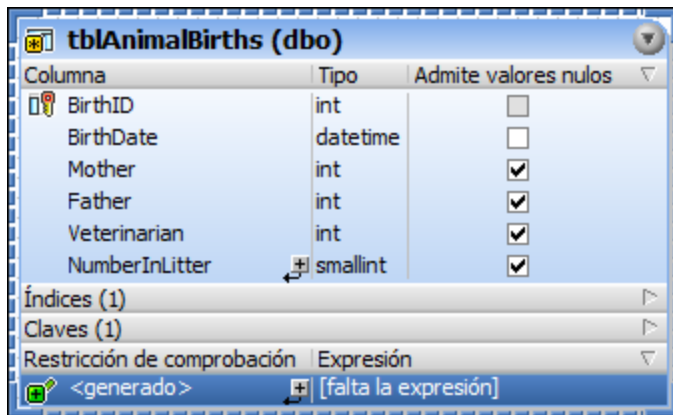 tblAnimalBirths (dbo)
Columna Tipo Admite valores nulos
BirthID int
BirthDate datetime
Mother int
Father int
Veterinarian int
NumberInLitter smallint
Índices (1)
Claves (1)
Restricción de comprobación Expresión
<generado> [falta la expresión]